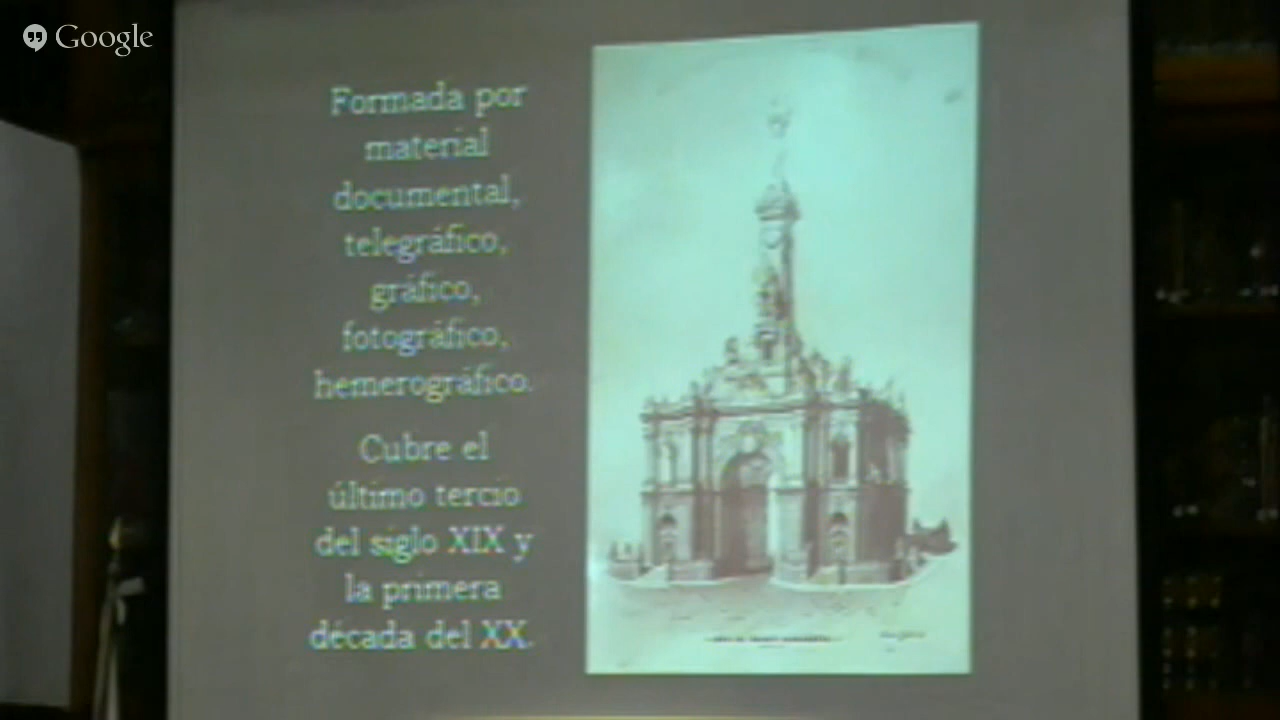 Google
Formada por
material
documental,
telegráfico,
gráfico,
fotográfico,
hemerográfico.
Cubre el
último tercio
del siglo XIX y
la primera
década del XX.